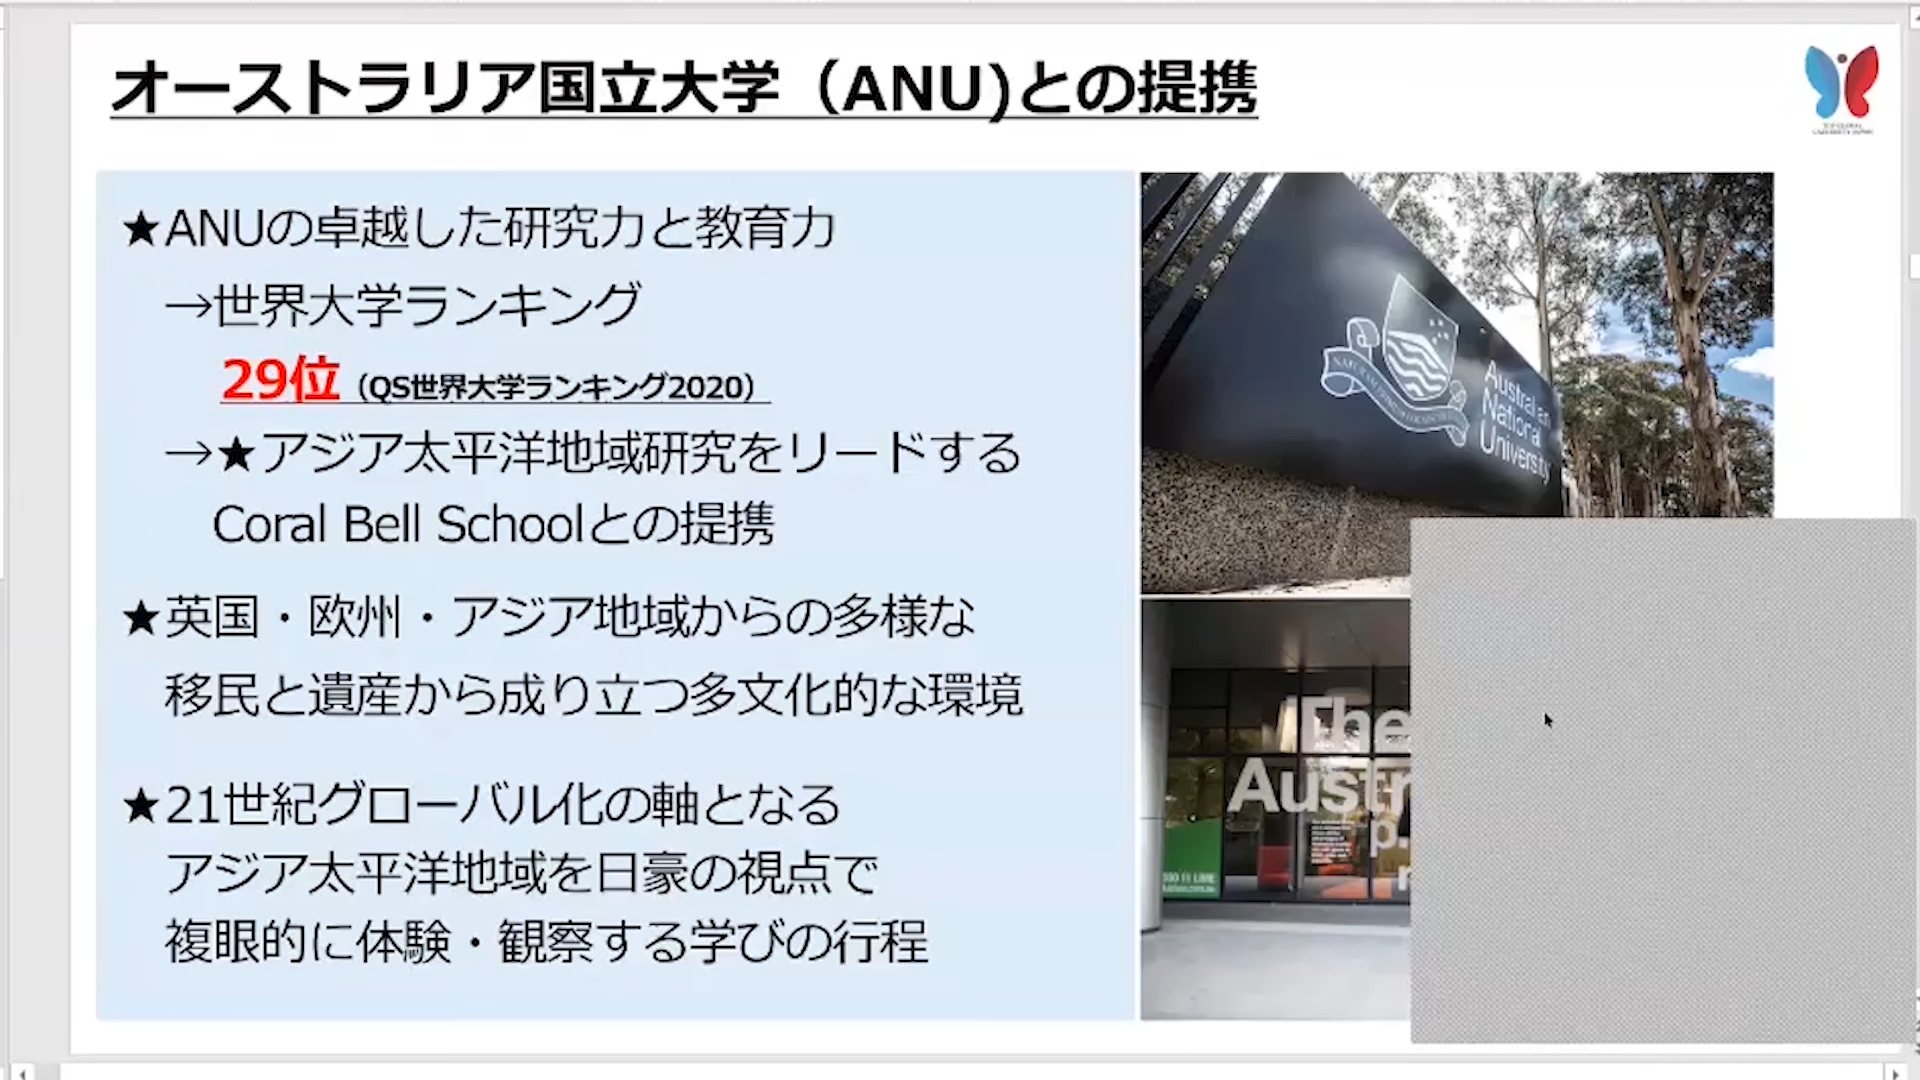 オーストラリア国立大学（ANU)との提携
★ANUの卓越した研究力と教育力
→世界大学ランキング
29位（QS世界大学ランキング2020）
→★アジア太平洋地域研究をリードする
Coral Bell Schoolとの提携
★英国・欧州・アジア地域からの多様な
移民と遺産から成り立つ多文化的な環境
★21世紀グローバル化の軸となる
アジア太平洋地域を日豪の視点で
複眼的に体験・観察する学びの行程
Australian
National
University
The
Austr
p.